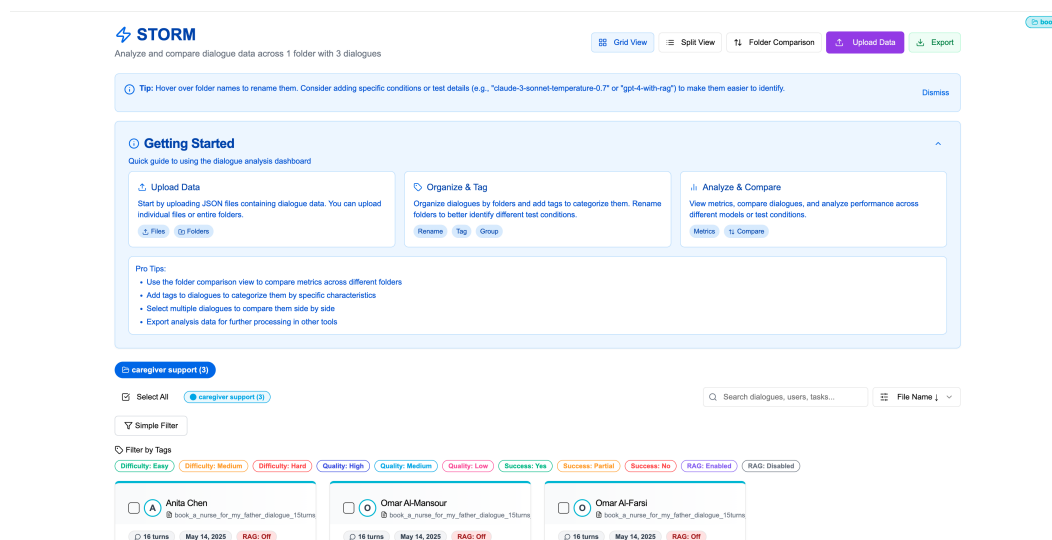 boo
STORM
Analyze and compare dialogue data across 1 folder with 3 dialogues
Grid View
Split View
Folder Comparison
Upload Data
Export
Tip: Hover over folder names to rename them. Consider adding specific conditions or test details (e.g., "claude-3-sonnet-temperature-0.7" or "gpt-4-with-rag") to make them easier to identify.
Dismiss
Getting Started
Quick guide to using the dialogue analysis dashboard
Upload Data
Start by uploading JSON files containing dialogue data. You can upload
individual files or entire folders.
Files
Folders
Organize & Tag
Organize dialogues by folders and add tags to categorize them. Rename
folders to better identify different test conditions.
Rename
Tag
Group
Analyze & Compare
View metrics, compare dialogues, and analyze performance across
different models or test conditions.
Metrics
Compare
Pro Tips:
• Use the folder comparison view to compare metrics across different folders
• Add tags to dialogues to categorize them by specific characteristics
• Select multiple dialogues to compare them side by side
• Export analysis data for further processing in other tools
caregiver support (3)
Select All
caregiver support (3)
Search dialogues, users, tasks...
File Name ↓
Simple Filter
Filter by Tags
Difficulty: Easy
Difficulty: Medium
Difficulty: Hard
Quality: High
Quality: Medium
Quality: Low
Success: Yes
Success: Partial
Success: No
RAG: Enabled
RAG: Disabled
A
Anita Chen
book_a_nurse_for_my_father_dialogue_15turns
16 turns
May 14, 2025
RAG: Off
O
Omar Al-Mansour
book_a_nurse_for_my_father_dialogue_15turns
16 turns
May 14, 2025
RAG: Off
O
Omar Al-Farsi
book_a_nurse_for_my_father_dialogue_15turns
16 turns
May 14, 2025
RAG: Off